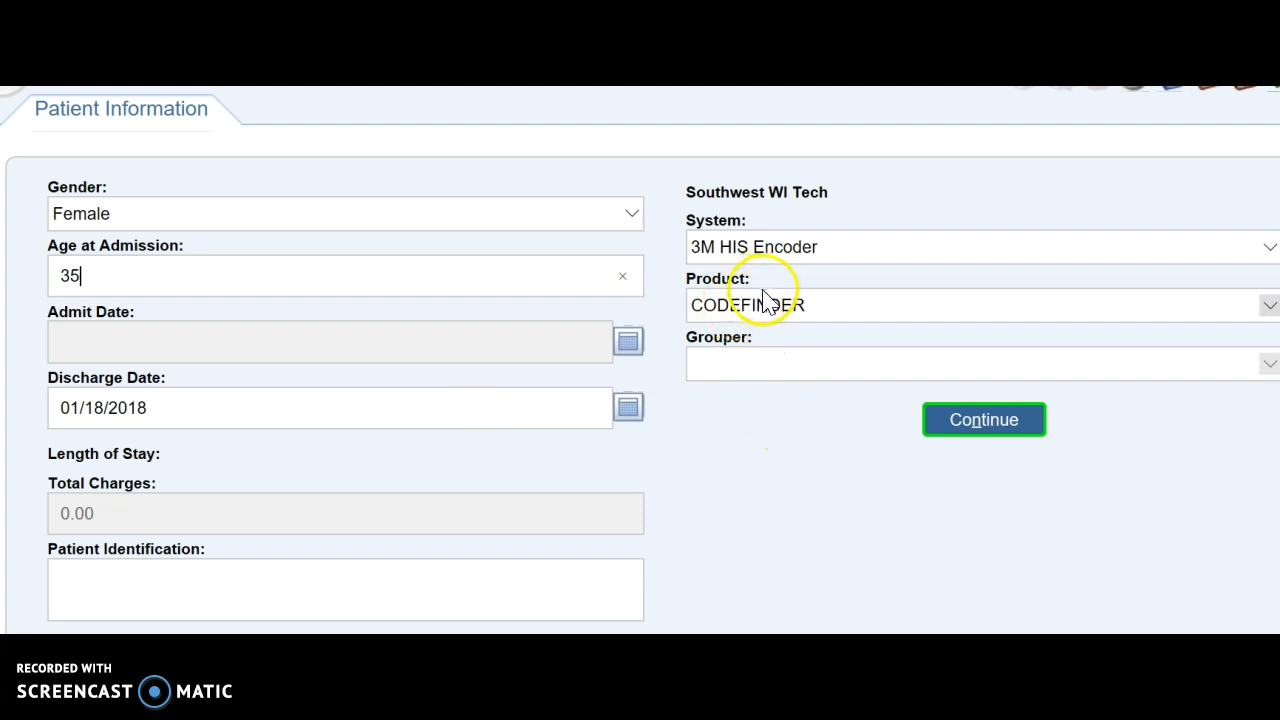 Patient Information
Gender:
Female
Age at Admission:
35
Admit Date:
Discharge Date:
01/18/2018
Length of Stay:
Total Charges:
0.00
Patient Identification:
Southwest WI Tech
System:
3M HIS Encoder
Product:
CODEFINDER
Grouper:
Continue
RECORDED WITH
SCREENCAST MATIC